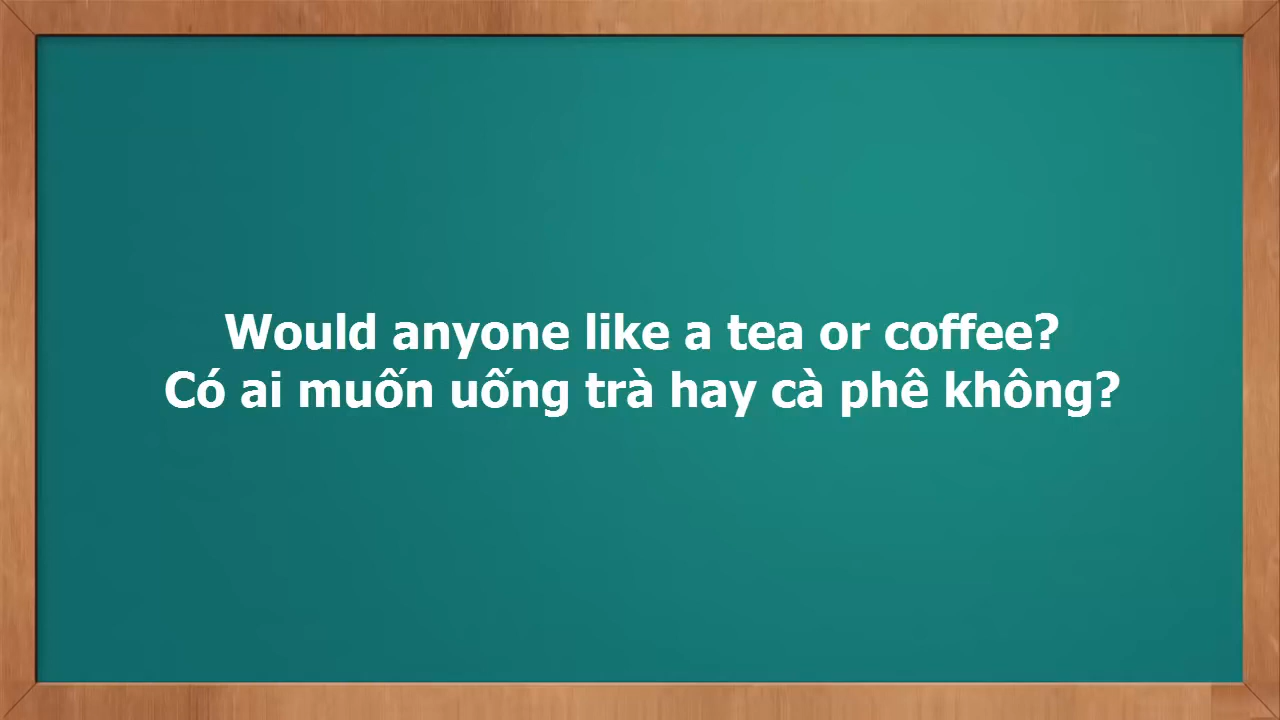 Would anyone like a tea or coffee?
Có ai muốn uống trà hay cà phê không?